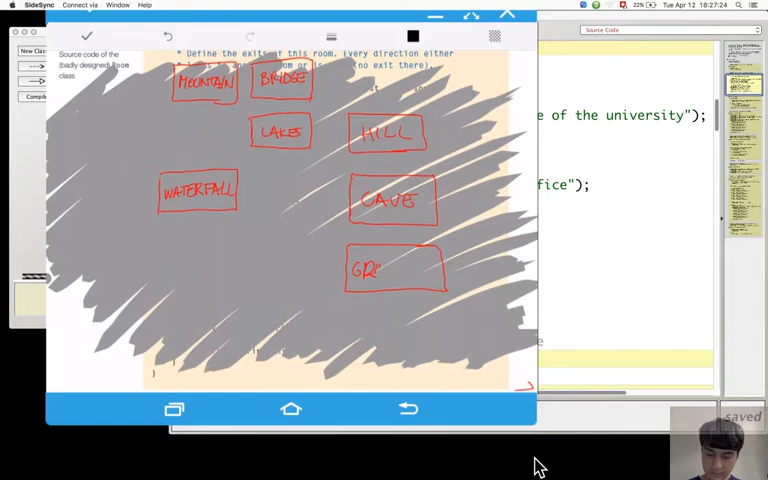 SideSync Connect via Window Help
22% Tue Apr 12 18:27:24
Source Code
New Class
Compile
Source code of the
(badly designed) Room
class
* Define the exits of this room. Every direction either
(no exit there).
MOUNTAIN BRIDGE
LAKES HILL
WATERFALL CAVE
e of the university");
fice");
}
saved